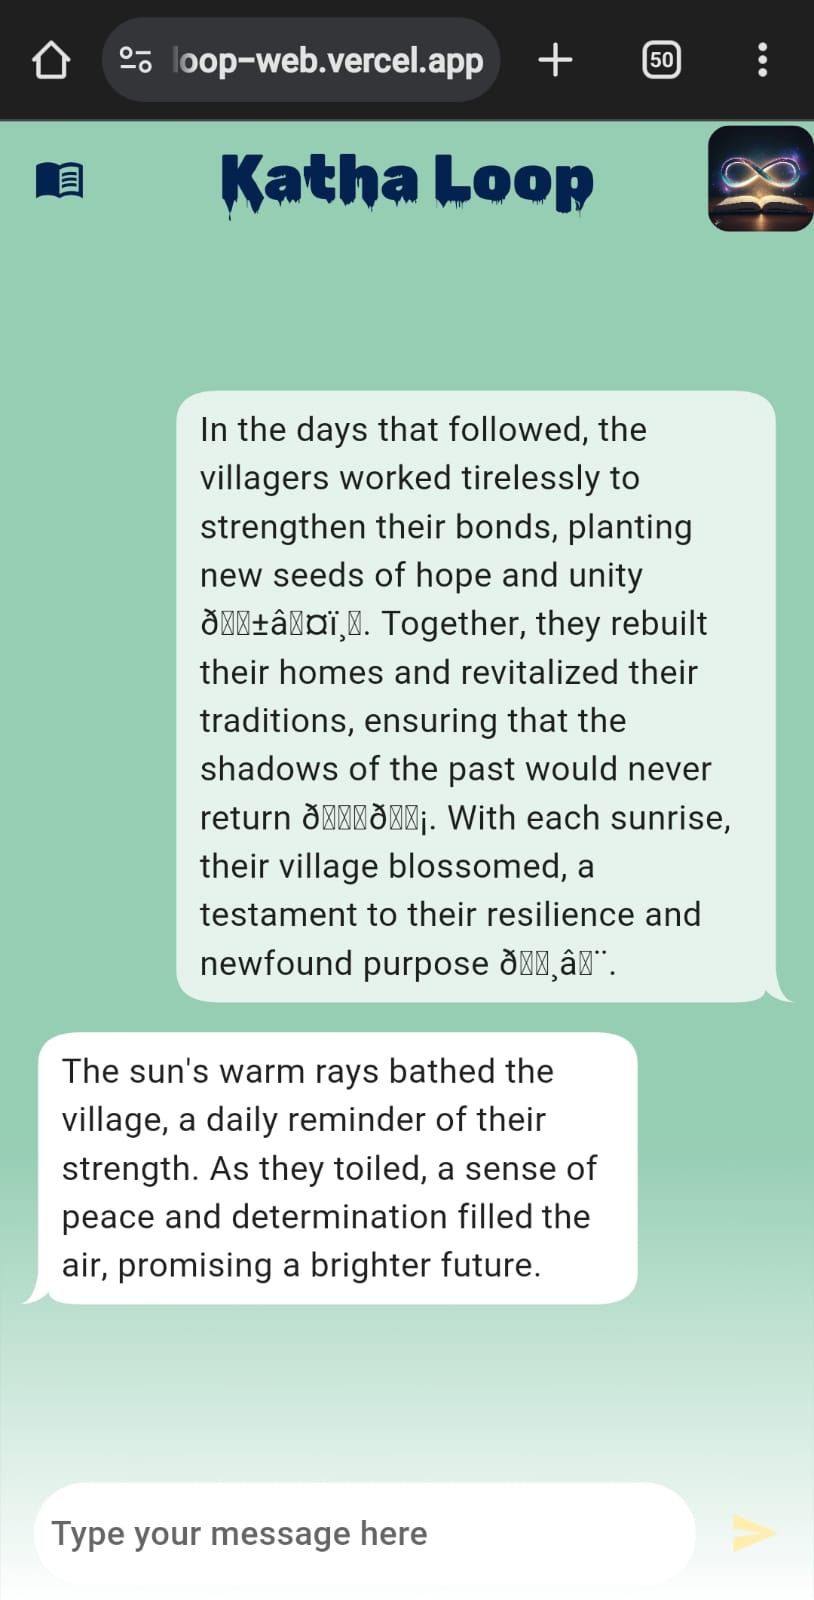 loop-web.vercel.app
50
Katha Loop
In the days that followed, the
villagers worked tirelessly to
strengthen their bonds, planting
new seeds of hope and unity
ð±â¤ï¸. Together, they rebuilt
their homes and revitalized their
traditions, ensuring that the
shadows of the past would never
return ðð¡. With each sunrise,
their village blossomed, a
testament to their resilience and
newfound purpose ð¸â¨.
The sun's warm rays bathed the
village, a daily reminder of their
strength. As they toiled, a sense of
peace and determination filled the
air, promising a brighter future.
Type your message here